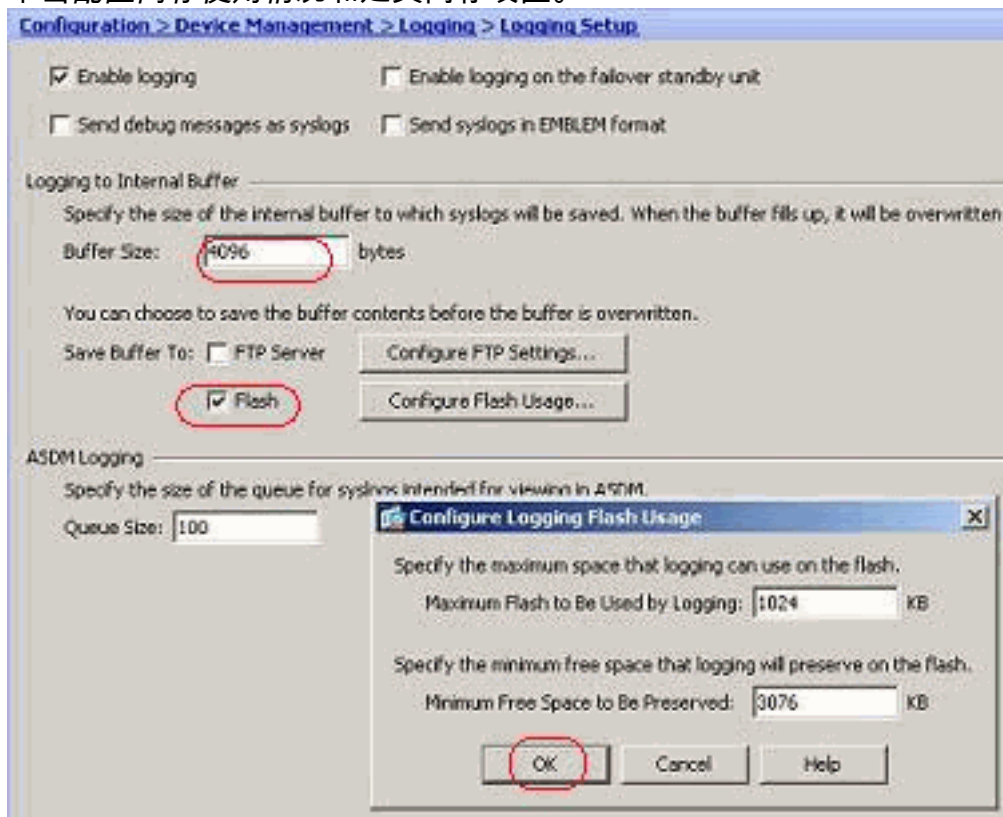 Configuration > Device Management > Logging > Logging Setup
Enable logging
Enable logging on the failover standby unit
Send debug messages as syslogs
Send syslogs in EMBLEM format
Logging to Internal Buffer
Specify the size of the internal buffer to which syslogs will be saved. When the buffer fills up, it will be overwritten
Buffer Size: 4096 bytes
You can choose to save the buffer contents before the buffer is overwritten.
Save Buffer To: FTP Server Configure FTP Settings...
Flash Configure Flash Usage...
ASDM Logging
Specify the size of the queue for syslogs intended for viewing in ASDM.
Queue Size: 100
Configure Logging Flash Usage
Specify the maximum space that logging can use on the flash.
Maximum Flash to Be Used by Logging: 1024 KB
Specify the minimum free space that logging will preserve on the flash.
Minimum Free Space to Be Preserved: 3076 KB
OK Cancel Help